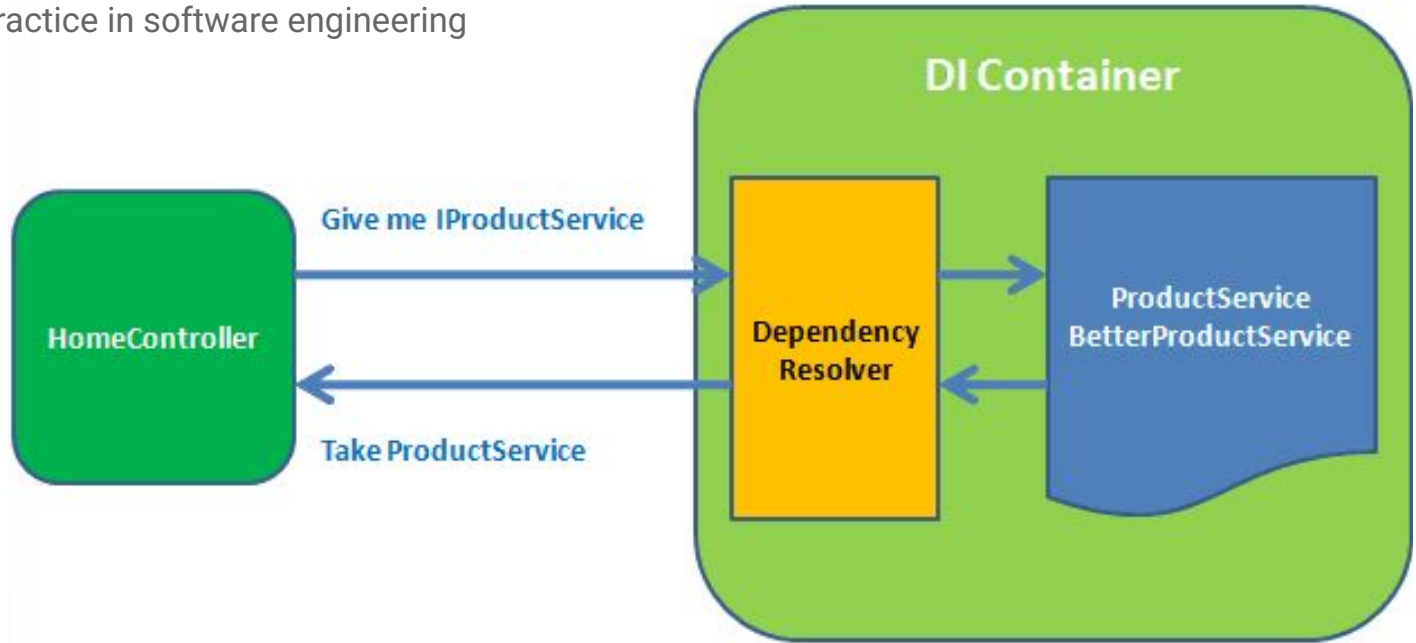 ractice in software engineering
DI Container
Give me IProductService
HomeController
Dependency
Resolver
ProductService
BetterProductService
Take ProductService